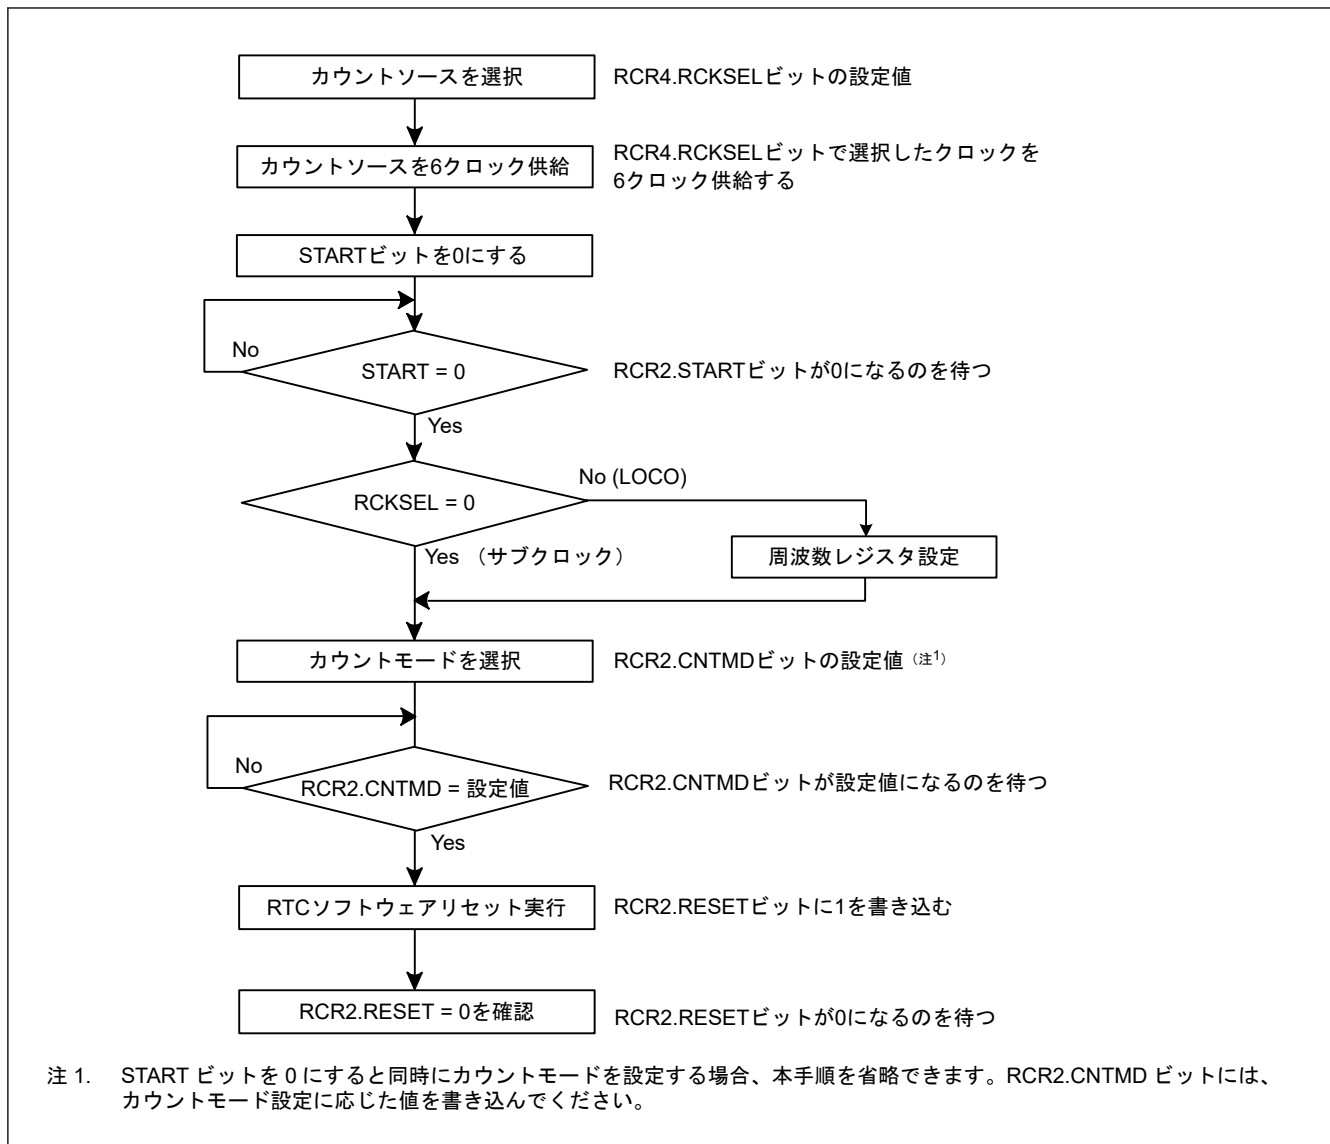 カウントソースを選択
RCR4.RCKSELビットの設定値
カウントソースを6クロック供給
RCR4.RCKSELビットで選択したクロックを
6クロック供給する
STARTビットを0にする
No
START = 0
RCR2.STARTビットが0になるのを待つ
Yes
No (LOCO)
RCKSEL = 0
Yes （サブクロック）
周波数レジスタ設定
カウントモードを選択
RCR2.CNTMDビットの設定値（注1）
No
RCR2.CNTMD = 設定値
RCR2.CNTMDビットが設定値になるのを待つ
Yes
RTCソフトウェアリセット実行
RCR2.RESETビットに1を書き込む
RCR2.RESET = 0を確認
RCR2.RESETビットが0になるのを待つ
注 1. START ビットを 0 にすると同時にカウントモードを設定する場合、本手順を省略できます。RCR2.CNTMD ビットには、
カウントモード設定に応じた値を書き込んでください。